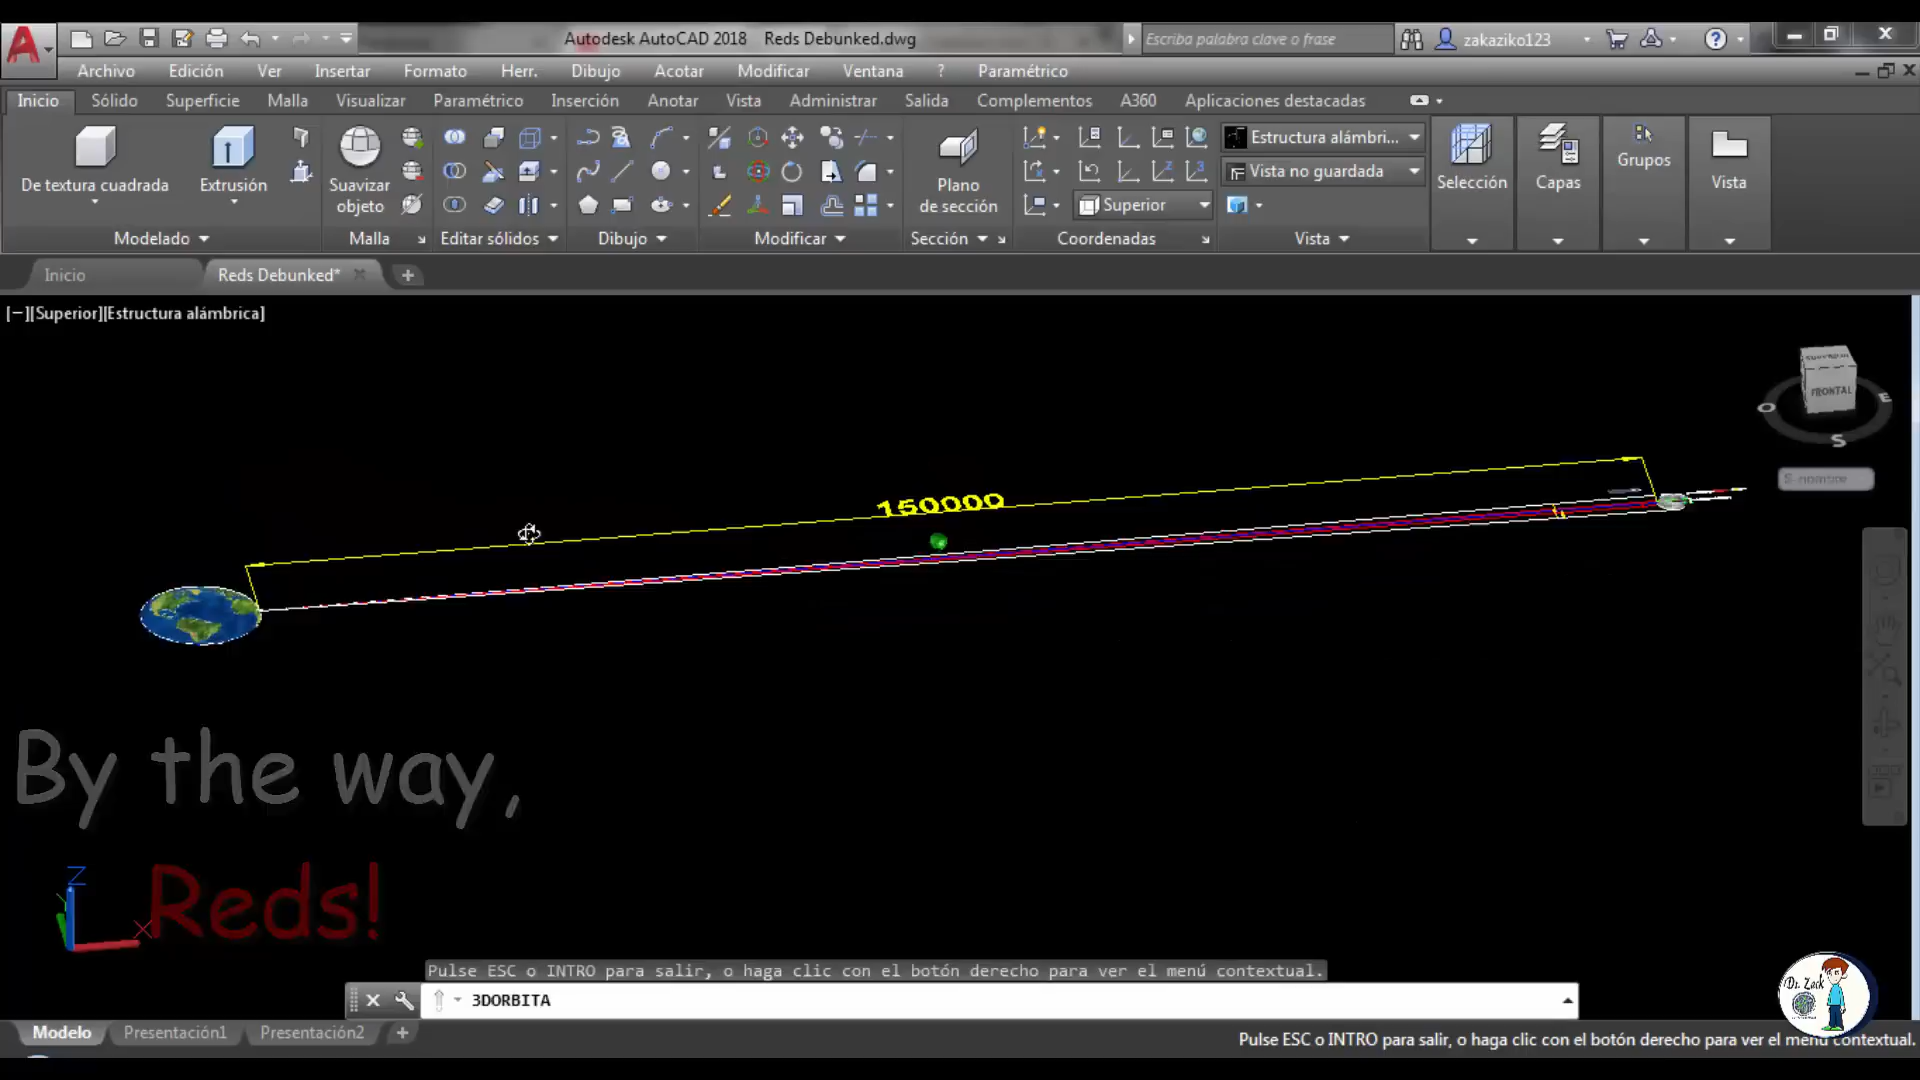 Autodesk AutoCAD 2018 Reds Debunked.dwg
Escriba palabra clave o frase
zakaziko123
Archivo Edición Ver Insertar Formato Herr. Dibujo Acotar Modificar Ventana ? Paramétrico
Inicio Sólido Superficie Malla Visualizar Paramétrico Inserción Anotar Vista Administrar Salida Complementos A360 Aplicaciones destacadas
De textura cuadrada
Extrusión
Suavizar
objeto
Plano
de sección
Estructura alámbri...
Vista no guardada
Superior
Selección
Capas
Grupos
Vista
Modelado Malla Editar sólidos Dibujo Modificar Sección Coordenadas Vista
Inicio Reds Debunked*
[−][Superior][Estructura alámbrica]
SUPERIOR
FRONTAL
O E
S
150000
By the way,
Reds!
Z
X
Pulse ESC o INTRO para salir, o haga clic con el botón derecho para ver el menú contextual.
3DORBITA
Dr. Zack
Modelo Presentación1 Presentación2 +
Pulse ESC o INTRO para salir, o haga clic con el botón derecho para ver el menú contextual.